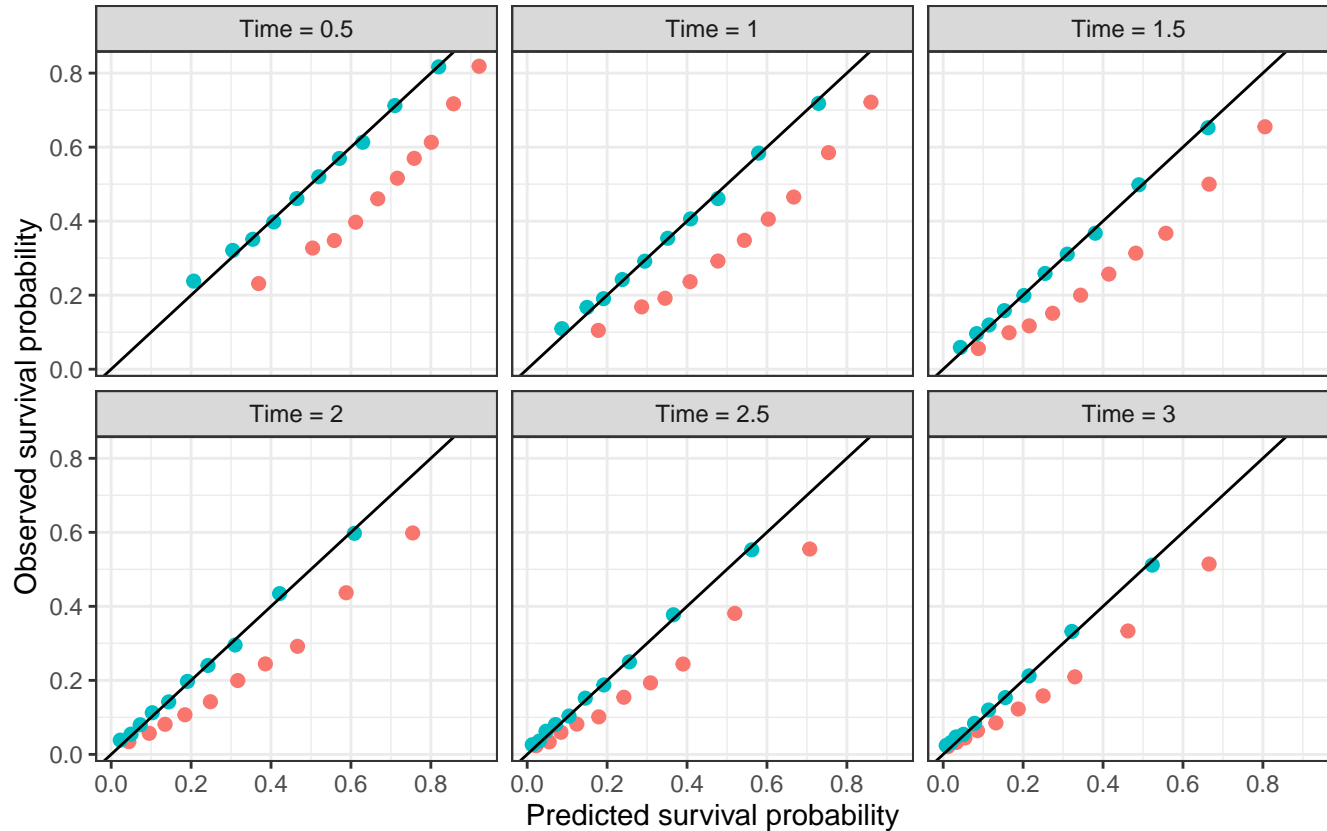 Time = 0.5
Time = 1
Time = 1.5
0.8
0.6
0.4
0.2
0.0
Time = 2
Time = 2.5
Time = 3
0.8
0.6
0.4
0.2
0.0
0.0 0.2 0.4 0.6 0.8
0.0 0.2 0.4 0.6 0.8
0.0 0.2 0.4 0.6 0.8
Predicted survival probability
Observed survival probability